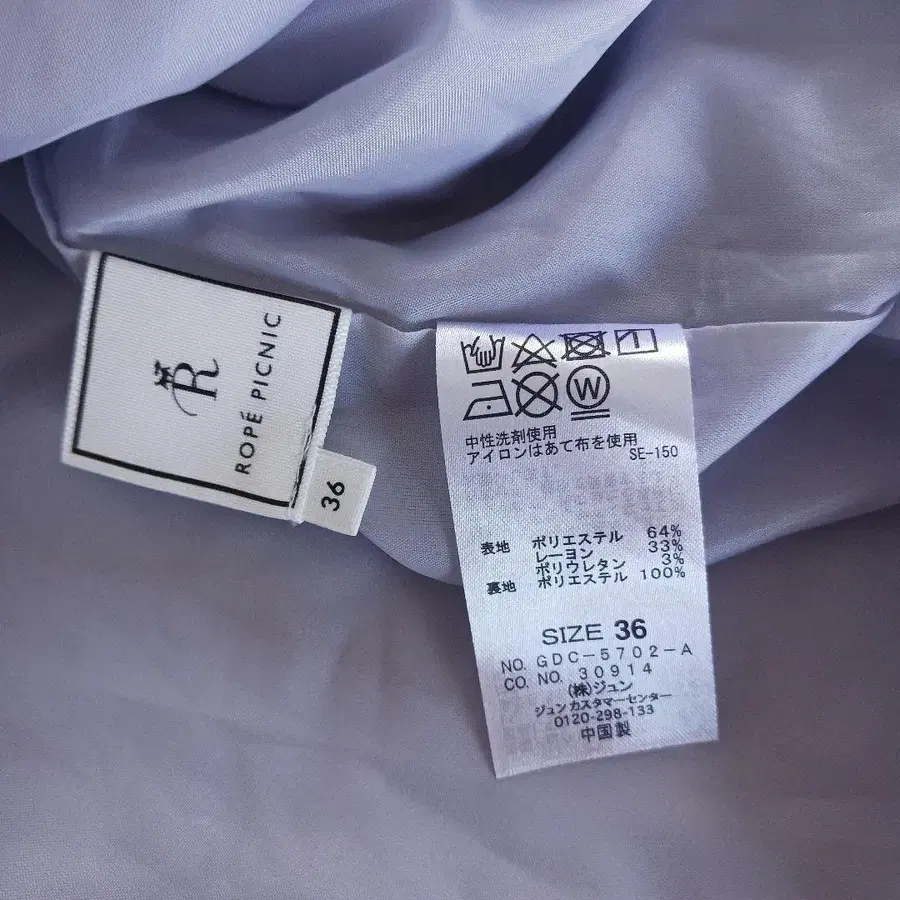 R
ROPÉ PICNIC
36
W
中性洗剤使用
アイロンはあて布を使用
SE-150
表地 ポリエステル 64%
レーヨン 33%
ポリウレタン 3%
裏地 ポリエステル 100%
SIZE 36
NO. GDC-5702-A
CO. NO. 30914
(株)ジュン
ジュンカスタマーセンター
0120-298-133
中国製